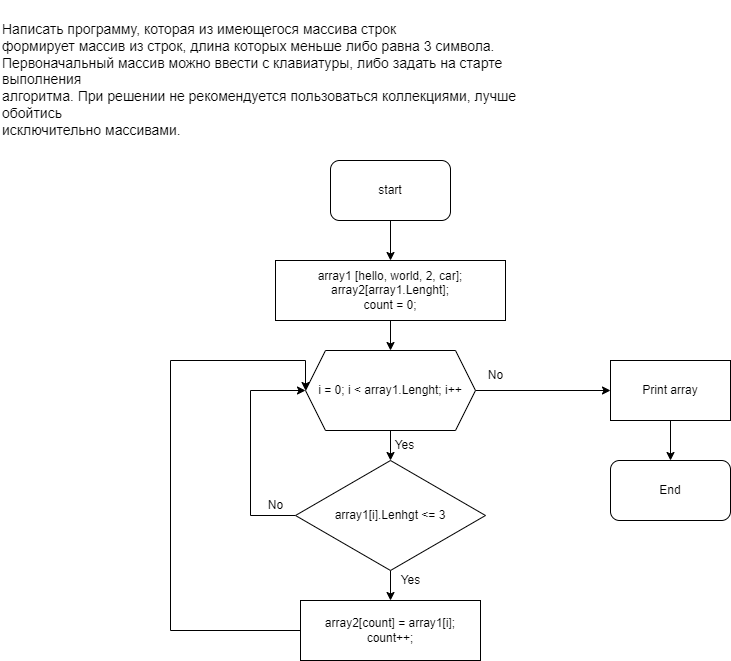 Написать программу, которая из имеющегося массива строк
формирует массив из строк, длина которых меньше либо равна 3 символа.
Первоначальный массив можно ввести с клавиатуры, либо задать на старте
выполнения
алгоритма. При решении не рекомендуется пользоваться коллекциями, лучше
обойтись
исключительно массивами.
start
array1 [hello, world, 2, car];
array2[array1.Lenght];
count = 0;
i = 0; i < array1.Lenght; i++
No
Print array
Yes
End
array1[i].Lenhgt <= 3
No
Yes
array2[count] = array1[i];
count++;